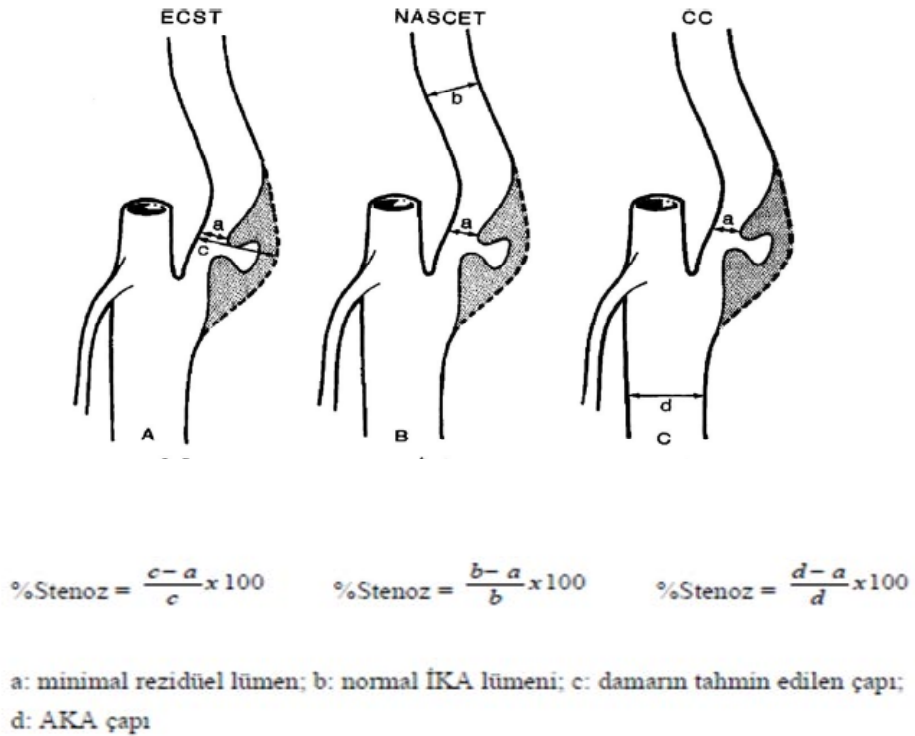 ECST NASCET CC
b
a a a
c
d
A B C
%Stenoz = c- a / c x 100 %Stenoz = b- a / b x 100 %Stenoz = d- a / d x 100
a: minimal rezidüel lümen; b: normal İKA lümeni; c: damarın tahmin edilen çapı;
d: AKA çapı